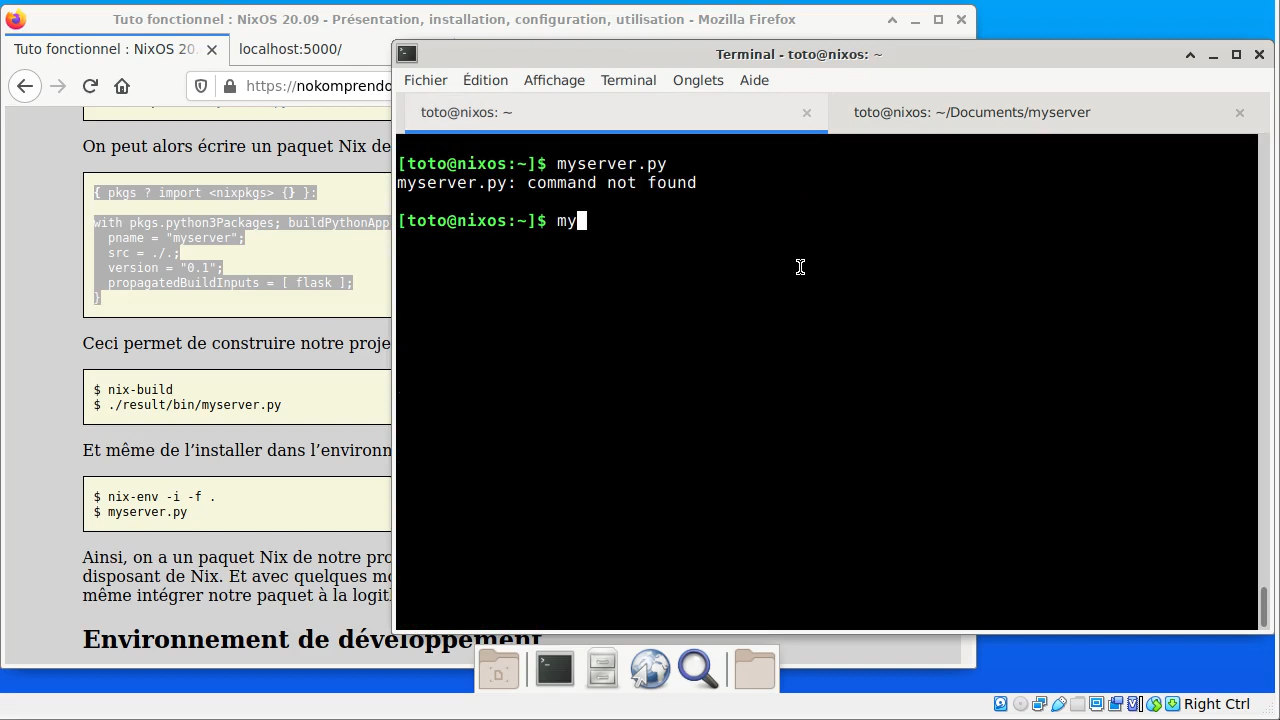 Tuto fonctionnel : NixOS 20.09 - Présentation, installation, configuration, utilisation - Mozilla Firefox
Tuto fonctionnel : NixOS 20.
localhost:5000/
https://nokomprendo
On peut alors écrire un paquet Nix de
{ pkgs ? import <nixpkgs> {} }:
with pkgs.python3Packages; buildPythonApp
pname = "myserver";
src = ./.;
version = "0.1";
propagatedBuildInputs = [ flask ];
}
Ceci permet de construire notre proje
$ nix-build
$ ./result/bin/myserver.py
Et même de l’installer dans l’environn
$ nix-env -i -f .
$ myserver.py
Ainsi, on a un paquet Nix de notre pro
disposant de Nix. Et avec quelques mo
même intégrer notre paquet à la logith
Environnement de développement
Terminal - toto@nixos: ~
Fichier Édition Affichage Terminal Onglets Aide
toto@nixos: ~
toto@nixos: ~/Documents/myserver
[toto@nixos:~]$ myserver.py
myserver.py: command not found
[toto@nixos:~]$ my
Right Ctrl